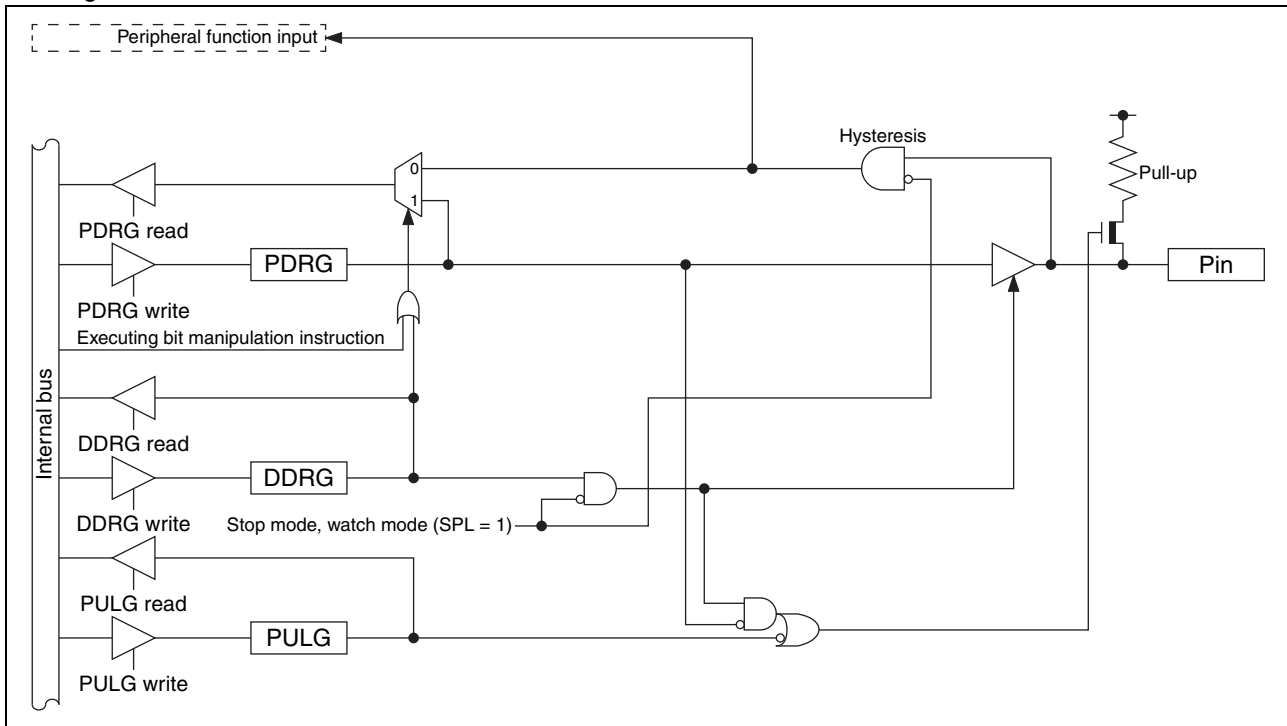 Peripheral function input
Hysteresis
0
Pull-up
1
PDRG read
PDRG
Pin
PDRG write
Executing bit manipulation instruction
Internal bus
DDRG read
DDRG
DDRG write
Stop mode, watch mode (SPL = 1)
PULG read
PULG
PULG write